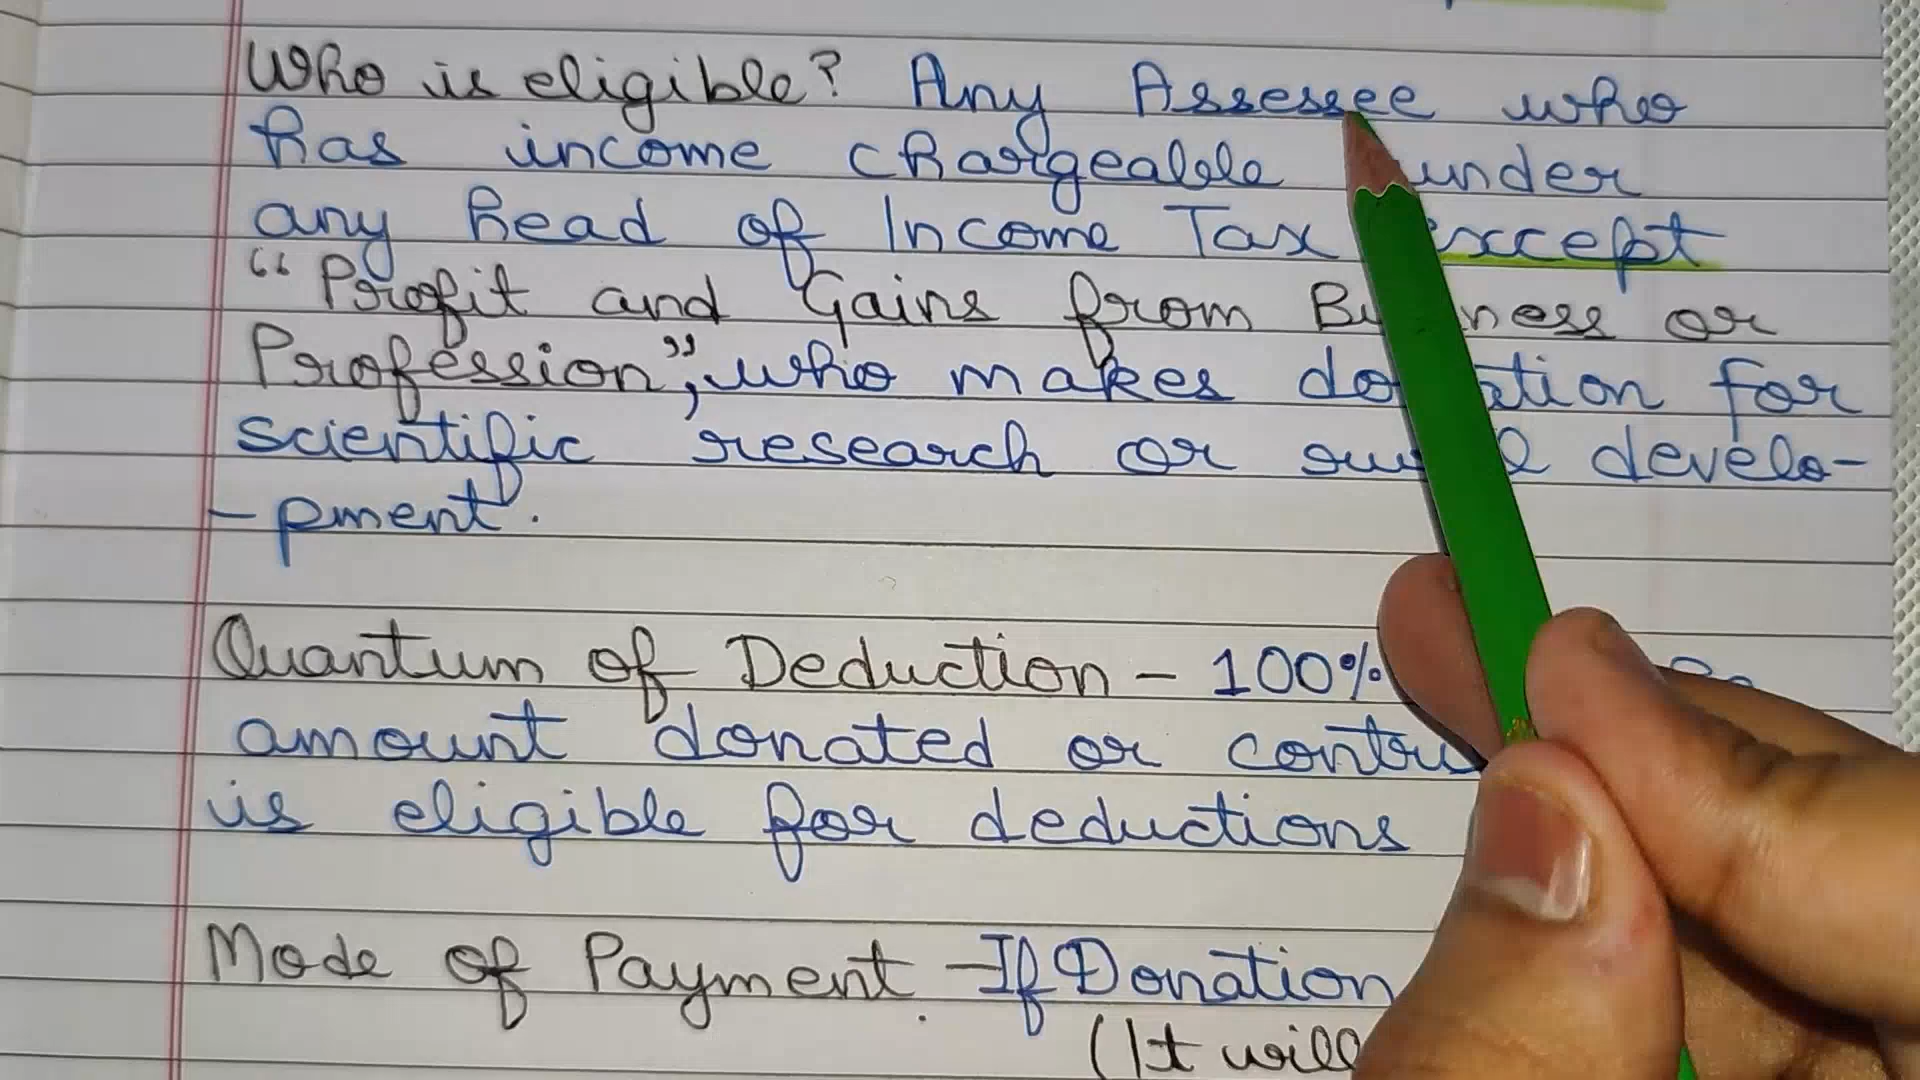 Who is eligible? Any Assessee who
has income chargeable under
any head of Income Tax except
"Profit and Gains from Business or
Profession", who makes donation for
scientific research or rural develo-
-pment.
Quantum of Deduction - 100%
amount donated or
is eligible for deductions
Mode of Payment - If Donation
(It will